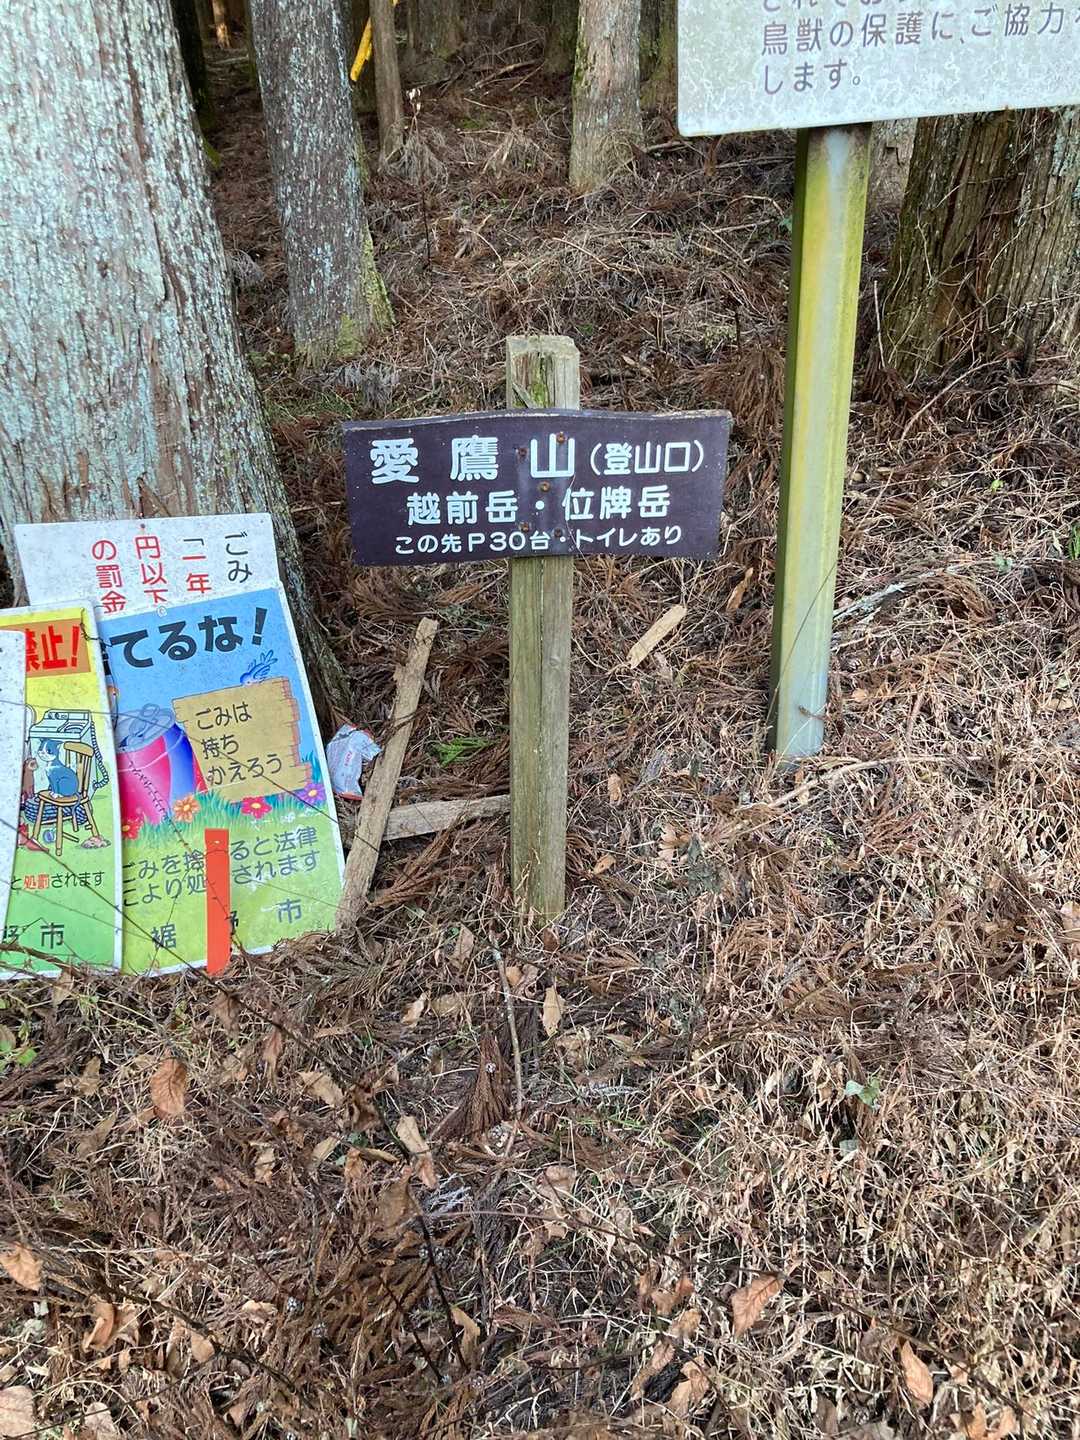 鳥獣の保護に、ご協力
します。
愛鷹山(登山口)
越前岳・位牌岳
この先P30台・トイレあり
ごみ
「一年
円以下
の罰金
禁止!
てるな!
ごみは
持ち
かえろう
ごみを捨 ると法律
により処 されます
裾野市
と処罰されます
野市